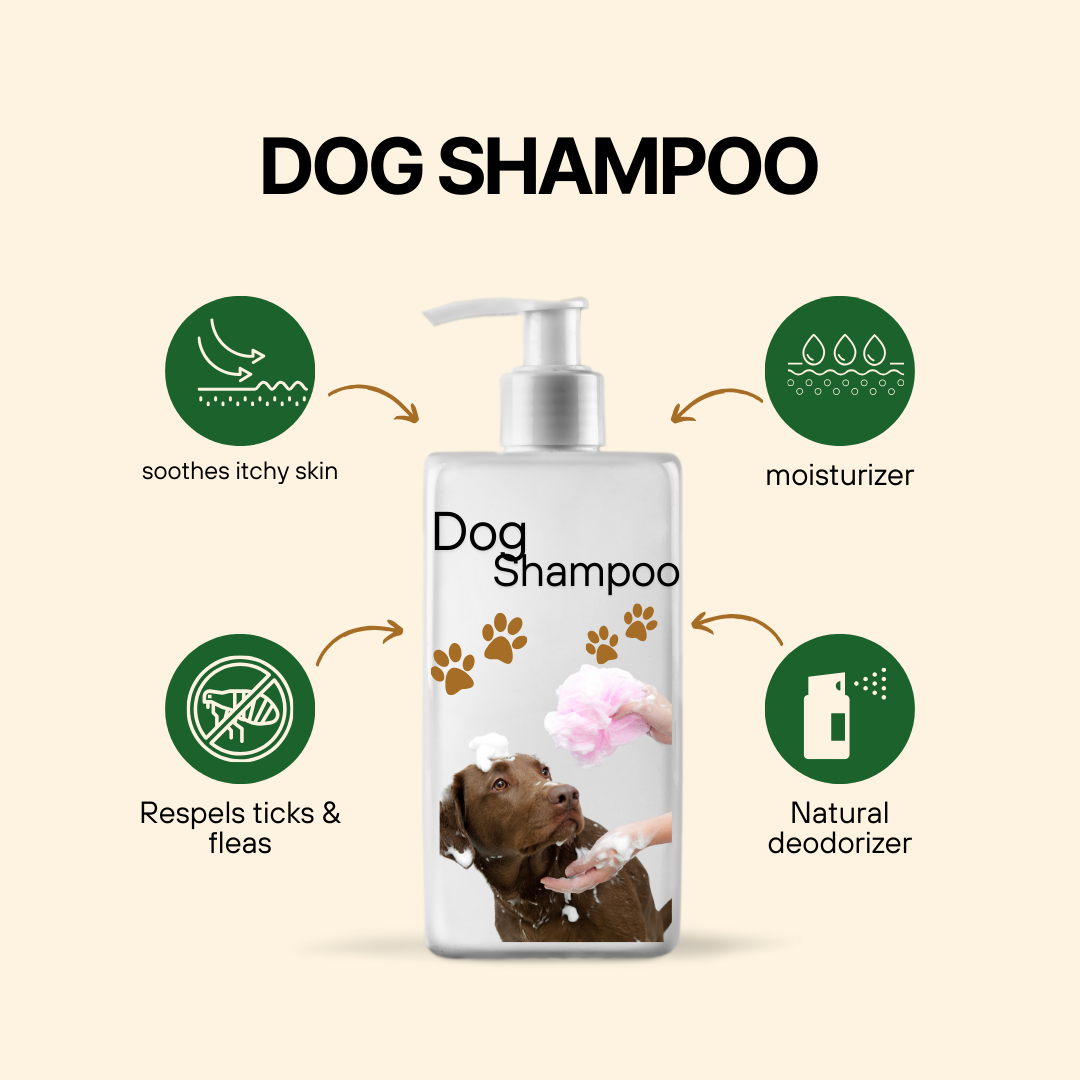 DOG SHAMPOO
soothes itchy skin
moisturizer
Dog
Shampoo
Respels ticks &
fleas
Natural
deodorizer